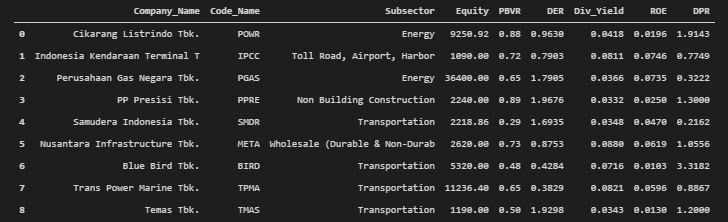 Company_Name Code_Name Subsector Equity PBVR DER Div_Yield ROE DPR
0 Cikarang Listrindo Tbk. POWR Energy 9250.92 0.88 0.9630 0.0418 0.0196 1.9143
1 Indonesia Kendaraan Terminal T IPCC Toll Road, Airport, Harbor 1090.00 0.72 0.7903 0.0811 0.0746 0.7749
2 Perusahaan Gas Negara Tbk. PGAS Energy 36400.00 0.65 1.7905 0.0366 0.0735 0.3222
3 PP Presisi Tbk. PPRE Non Building Construction 2240.00 0.89 1.9676 0.0332 0.0250 1.3000
4 Samudera Indonesia Tbk. SMDR Transportation 2218.86 0.29 1.6935 0.0348 0.0470 0.2162
5 Nusantara Infrastructure Tbk. META Wholesale (Durable & Non-Durab 2620.00 0.73 0.8753 0.0880 0.0619 1.0556
6 Blue Bird Tbk. BIRD Transportation 5320.00 0.48 0.4284 0.0716 0.0103 3.3182
7 Trans Power Marine Tbk. TPMA Transportation 11236.40 0.65 0.3829 0.0821 0.0596 0.8867
8 Temas Tbk. TMAS Transportation 1190.00 0.50 1.9298 0.0343 0.0130 1.2000